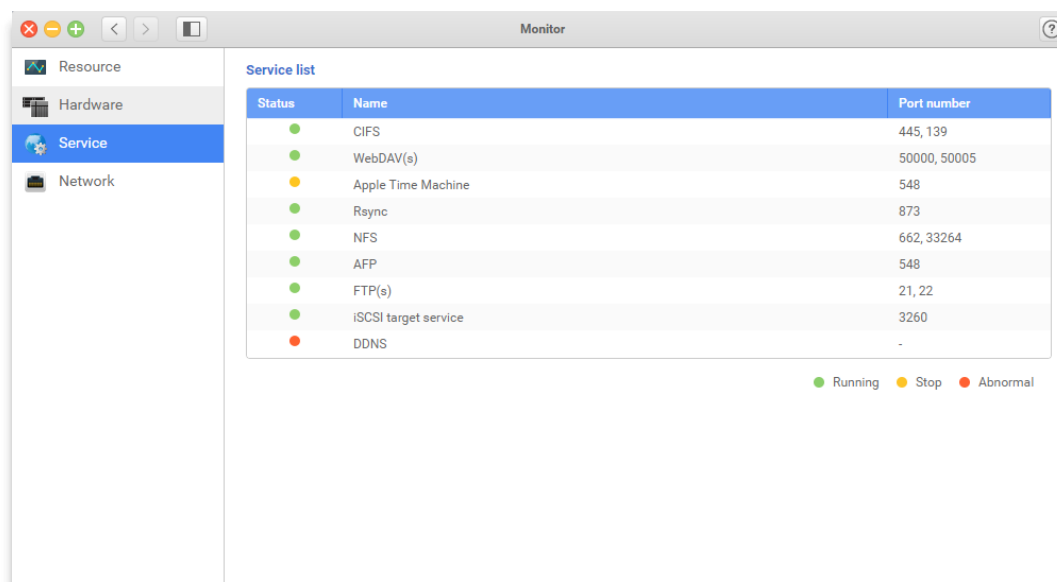 Monitor
?
Resource
Hardware
Service
Network
Service list
Status Name Port number
CIFS 445, 139
WebDAV(s) 50000, 50005
Apple Time Machine 548
Rsync 873
NFS 662, 33264
AFP 548
FTP(s) 21, 22
iSCSI target service 3260
DDNS -
Running Stop Abnormal